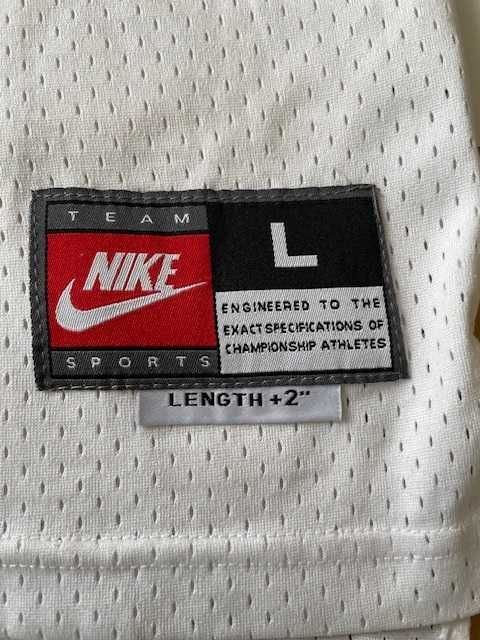 TEAM
NIKE
SPORTS
L
ENGINEERED TO THE
EXACT SPECIFICATIONS OF
CHAMPIONSHIP ATHLETES
LENGTH +2"